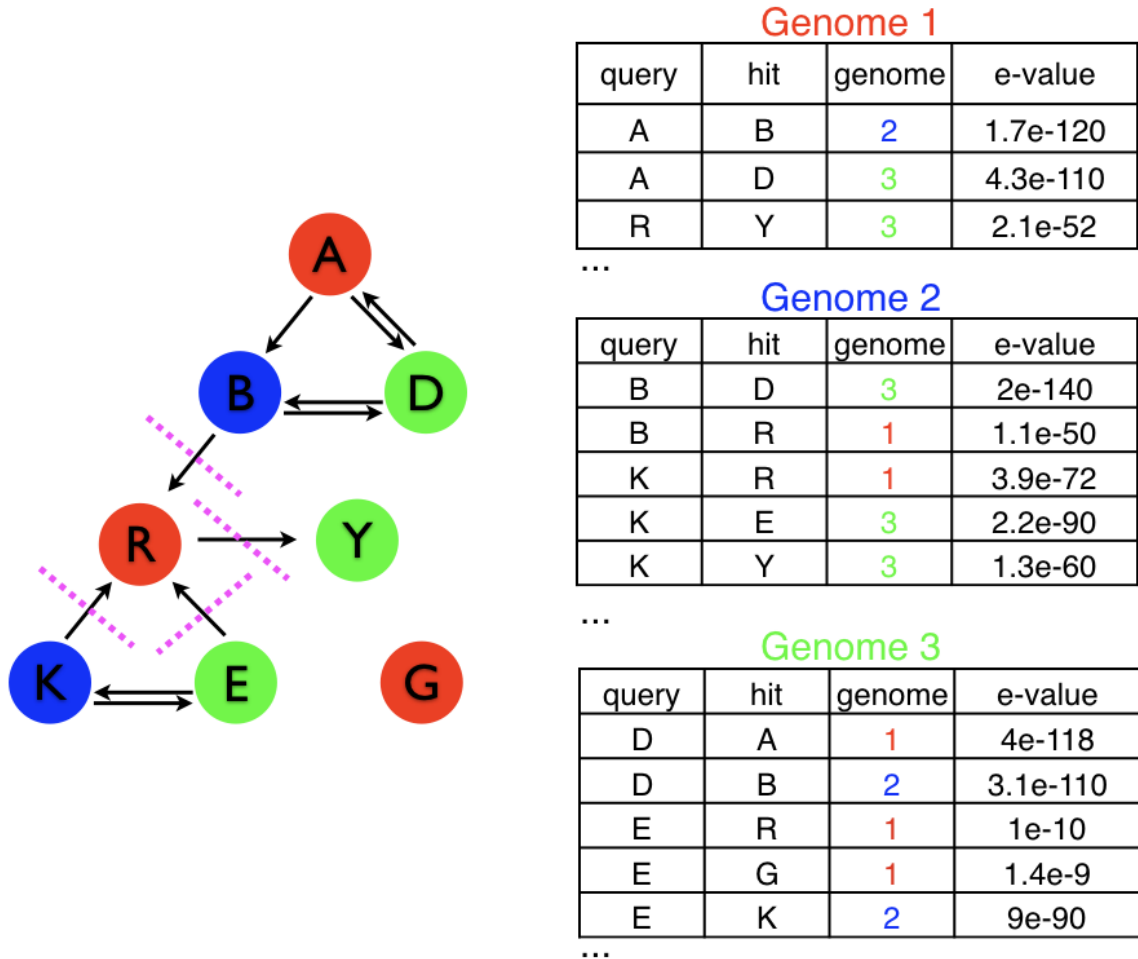 A
B D
R Y
K E G
Genome 1
query hit genome e-value
A B 2 1.7e-120
A D 3 4.3e-110
R Y 3 2.1e-52
...
Genome 2
query hit genome e-value
B D 3 2e-140
B R 1 1.1e-50
K R 1 3.9e-72
K E 3 2.2e-90
K Y 3 1.3e-60
...
Genome 3
query hit genome e-value
D A 1 4e-118
D B 2 3.1e-110
E R 1 1e-10
E G 1 1.4e-9
E K 2 9e-90
...